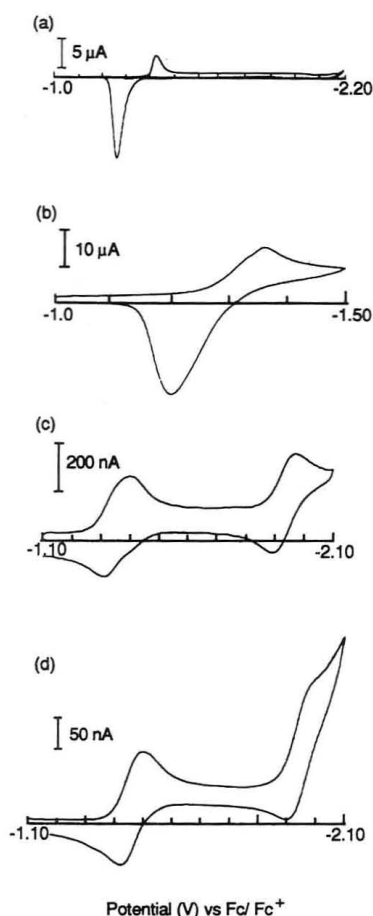 (a)
5 µA
-1.0
-2.20
(b)
10 µA
-1.0
-1.50
(c)
200 nA
-1.10
-2.10
(d)
50 nA
-1.10
-2.10
Potential (V) vs Fc/ Fc+